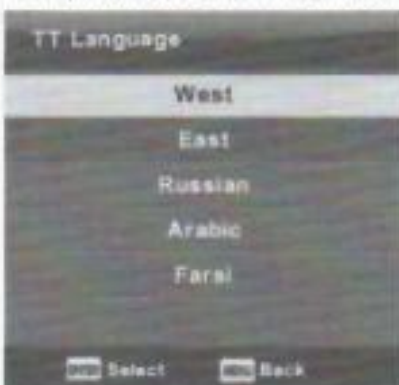 TT Language
West
East
Russian
Arabic
Farsi
Select Back